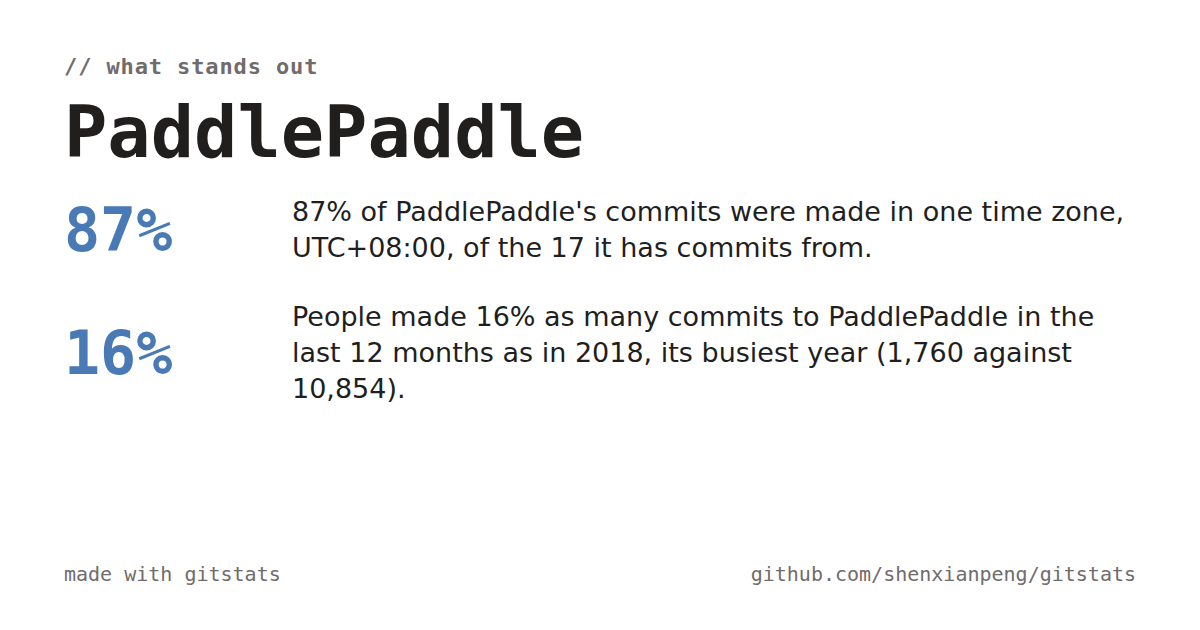 // what stands out
PaddlePaddle
87%
87% of PaddlePaddle's commits were made in one time zone,
UTC+08:00, of the 17 it has commits from.
16%
People made 16% as many commits to PaddlePaddle in the
last 12 months as in 2018, its busiest year (1,760 against
10,854).
made with gitstats
github.com/shenxianpeng/gitstats